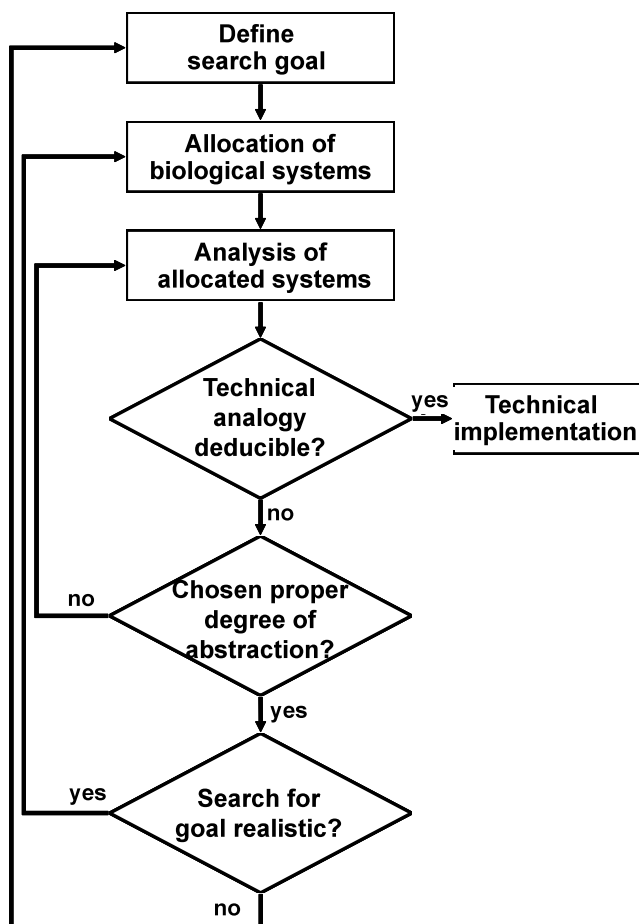 Define
search goal
Allocation of
biological systems
Analysis of
allocated systems
Technical
analogy
deducible?
yes
Technical
implementation
no
Chosen proper
degree of
abstraction?
no
yes
Search for
goal realistic?
yes
no